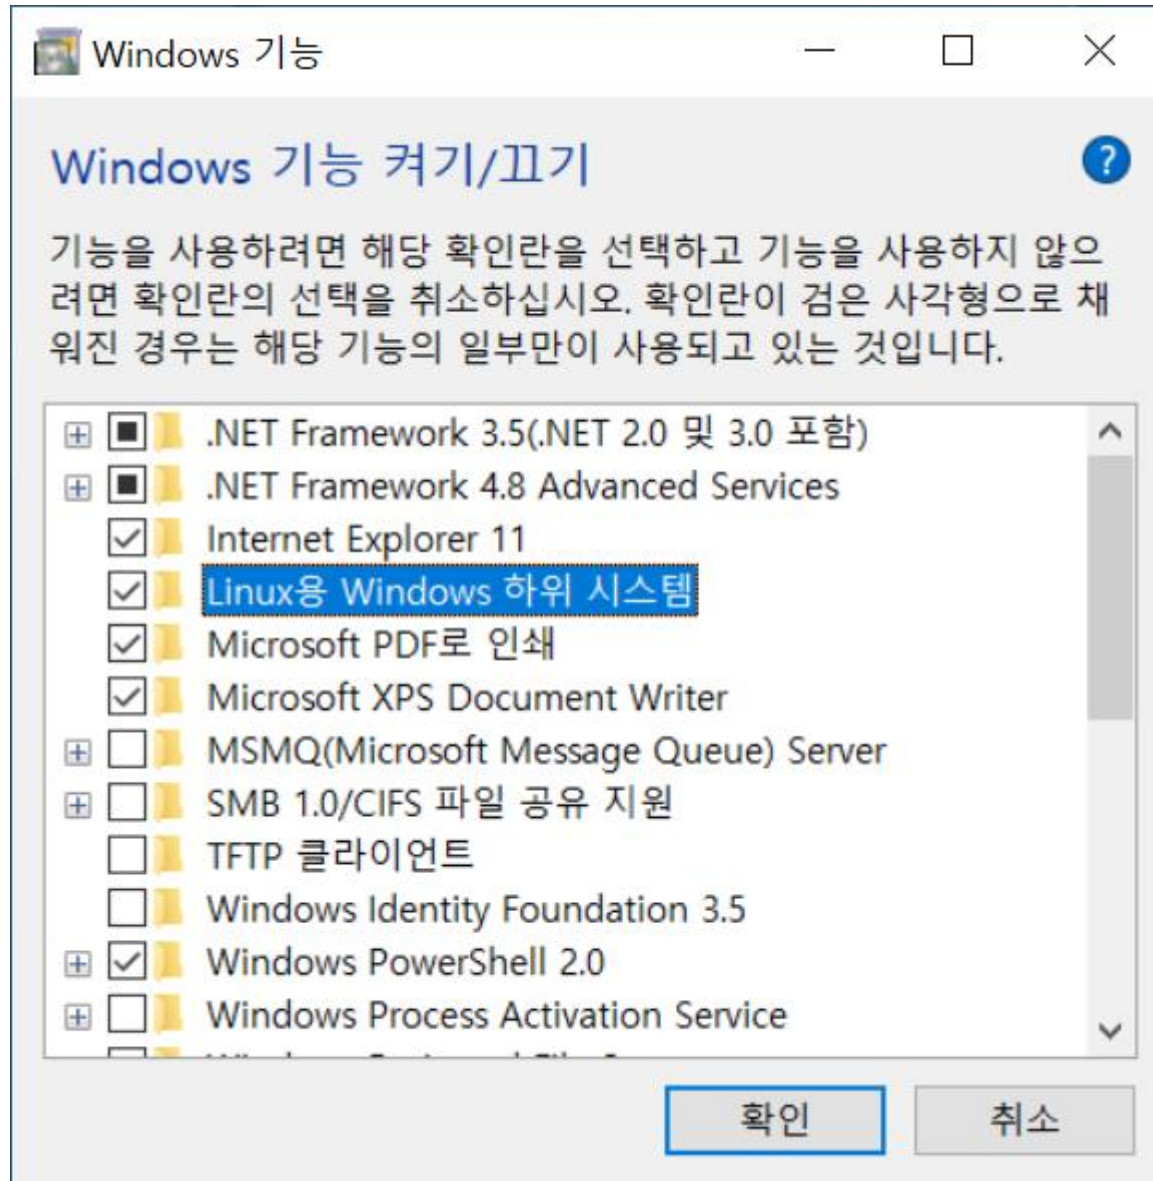 Windows 기능
Windows 기능 켜기/끄기
기능을 사용하려면 해당 확인란을 선택하고 기능을 사용하지 않으
려면 확인란의 선택을 취소하십시오. 확인란이 검은 사각형으로 채
워진 경우는 해당 기능의 일부만이 사용되고 있는 것입니다.
.NET Framework 3.5(.NET 2.0 및 3.0 포함)
.NET Framework 4.8 Advanced Services
Internet Explorer 11
Linux용 Windows 하위 시스템
Microsoft PDF로 인쇄
Microsoft XPS Document Writer
MSMQ(Microsoft Message Queue) Server
SMB 1.0/CIFS 파일 공유 지원
TFTP 클라이언트
Windows Identity Foundation 3.5
Windows PowerShell 2.0
Windows Process Activation Service
확인 취소